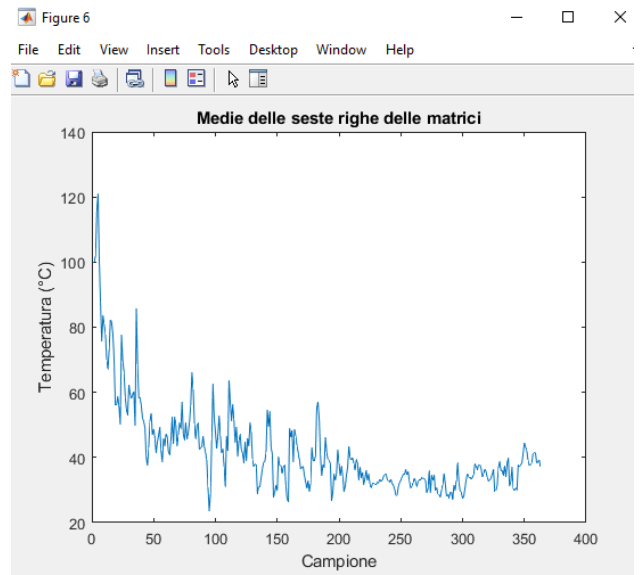 Figure 6
File Edit View Insert Tools Desktop Window Help
Medie delle seste righe delle matrici
140
120
100
80
60
40
20
Temperatura (°C)
0 50 100 150 200 250 300 350 400
Campione